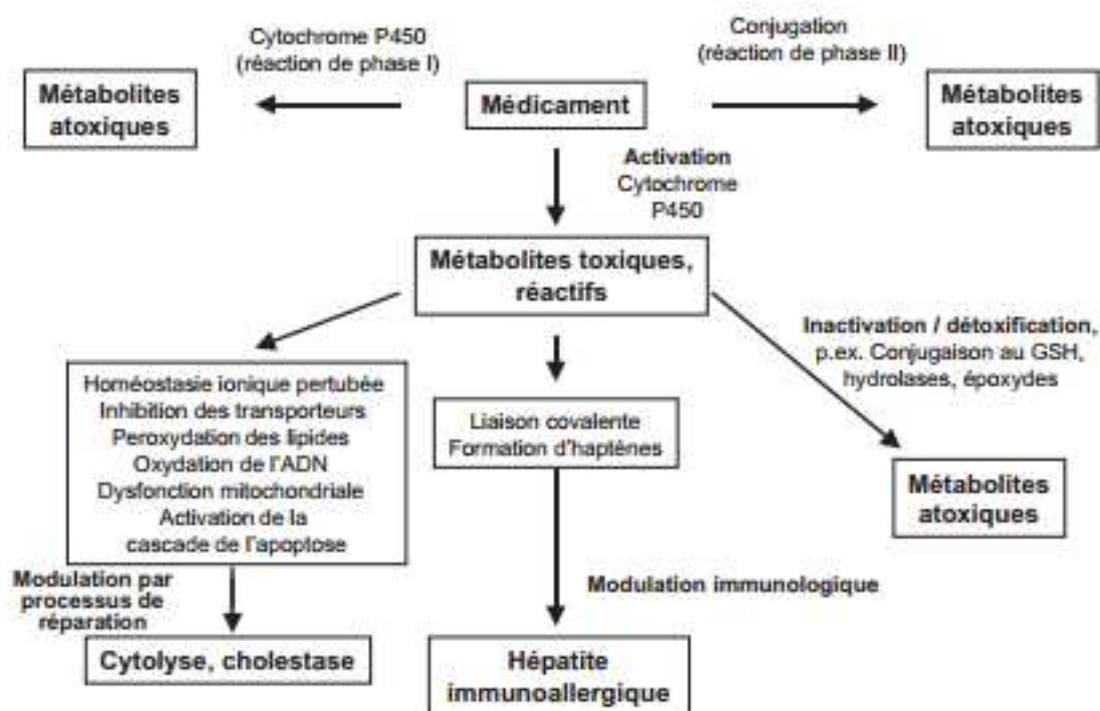 Cytochrome P450
(réaction de phase I)
Conjugation
(réaction de phase II)
Métabolites
atoxiques
Médicament
Métabolites
atoxiques
Activation
Cytochrome
P450
Métabolites toxiques,
réactifs
Inactivation / détoxification,
p.ex. Conjugaison au GSH,
hydrolases, époxydes
Homéostasie ionique pertubée
Inhibition des transporteurs
Peroxydation des lipides
Oxydation de l'ADN
Dysfonction mitochondriale
Activation de la
cascade de l'apoptose
Liaison covalente
Formation d'haptènes
Métabolites
atoxiques
Modulation par
processus de
réparation
Modulation immunologique
Cytolyse, cholestase
Hépatite
immunoallergique